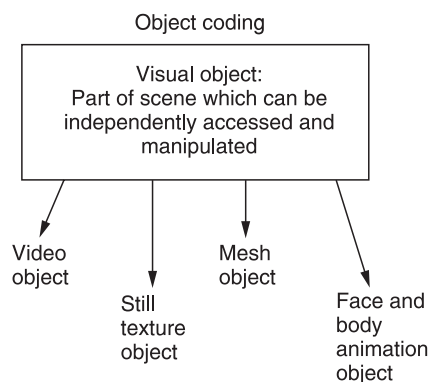 Object coding
Visual object:
Part of scene which can be
independently accessed and
manipulated
Video
object
Still
texture
object
Mesh
object
Face and
body
animation
object